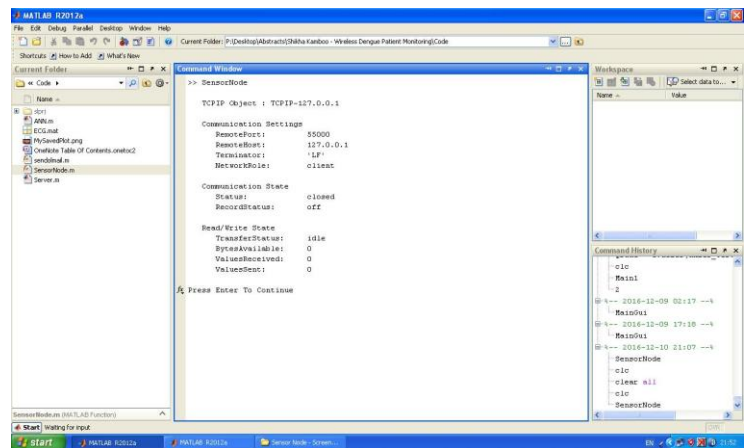 MATLAB R2012a
File Edit Debug Parallel Desktop Window Help
Current Folder: P:\Desktop\Abstracts\Shikha Kamboo - Wireless Dengue Patient Monitoring\Code
Shortcuts How to Add What's New
Current Folder
« Code
Name
slprj
ANN.m
ECG.mat
MySavedPlot.png
OneNote Table Of Contents.onetoc2
sendolmail.m
SensorNode.m
Server.m
SensorNode.m (MATLAB Function)
Command Window
>> SensorNode
TCPIP Object : TCPIP-127.0.0.1
Communication Settings
RemotePort: 55000
RemoteHost: 127.0.0.1
Terminator: 'LF'
NetworkRole: client
Communication State
Status: closed
RecordStatus: off
Read/Write State
TransferStatus: idle
BytesAvailable: 0
ValuesReceived: 0
ValuesSent: 0
fx Press Enter To Continue
Workspace
Select data to...
Name Value
Command History
clc
Main1
2
%-- 2016-12-09 02:17 --%
MainGui
%-- 2016-12-09 17:18 --%
MainGui
%-- 2016-12-10 21:07 --%
SensorNode
clc
clear all
clc
SensorNode
Start Waiting for input
OVR
start MATLAB R2012a MATLAB R2012a Sensor Node - Screen... EN 21:52